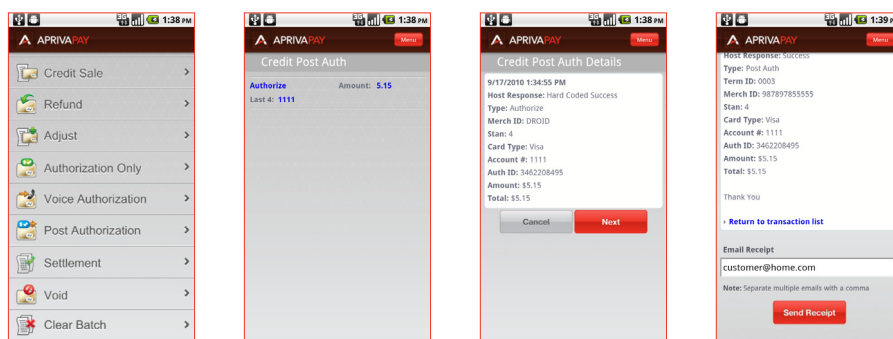 3G 1:38 PM
APRIVAPAY
Credit Sale
Refund
Adjust
Authorization Only
Voice Authorization
Post Authorization
Settlement
Void
Clear Batch
3G 1:38 PM
APRIVAPAY Menu
Credit Post Auth
Authorize Amount: 5.15
Last 4: 1111
3G 1:38 PM
APRIVAPAY Menu
Credit Post Auth Details
9/17/2010 1:34:55 PM
Host Response: Hard Coded Success
Type: Authorize
Merch ID: DROID
Stan: 4
Card Type: Visa
Account #: 1111
Auth ID: 3462208495
Amount: $5.15
Total: $5.15
Cancel Next
3G 1:39 P
APRIVAPAY Menu
Host Response: Success
Type: Post Auth
Term ID: 0003
Merch ID: 987897855555
Stan: 4
Card Type: Visa
Account #: 1111
Auth ID: 3462208495
Amount: $5.15
Total: $5.15
Thank You
› Return to transaction list
Email Receipt
customer@home.com
Note: Separate multiple emails with a comma
Send Receipt